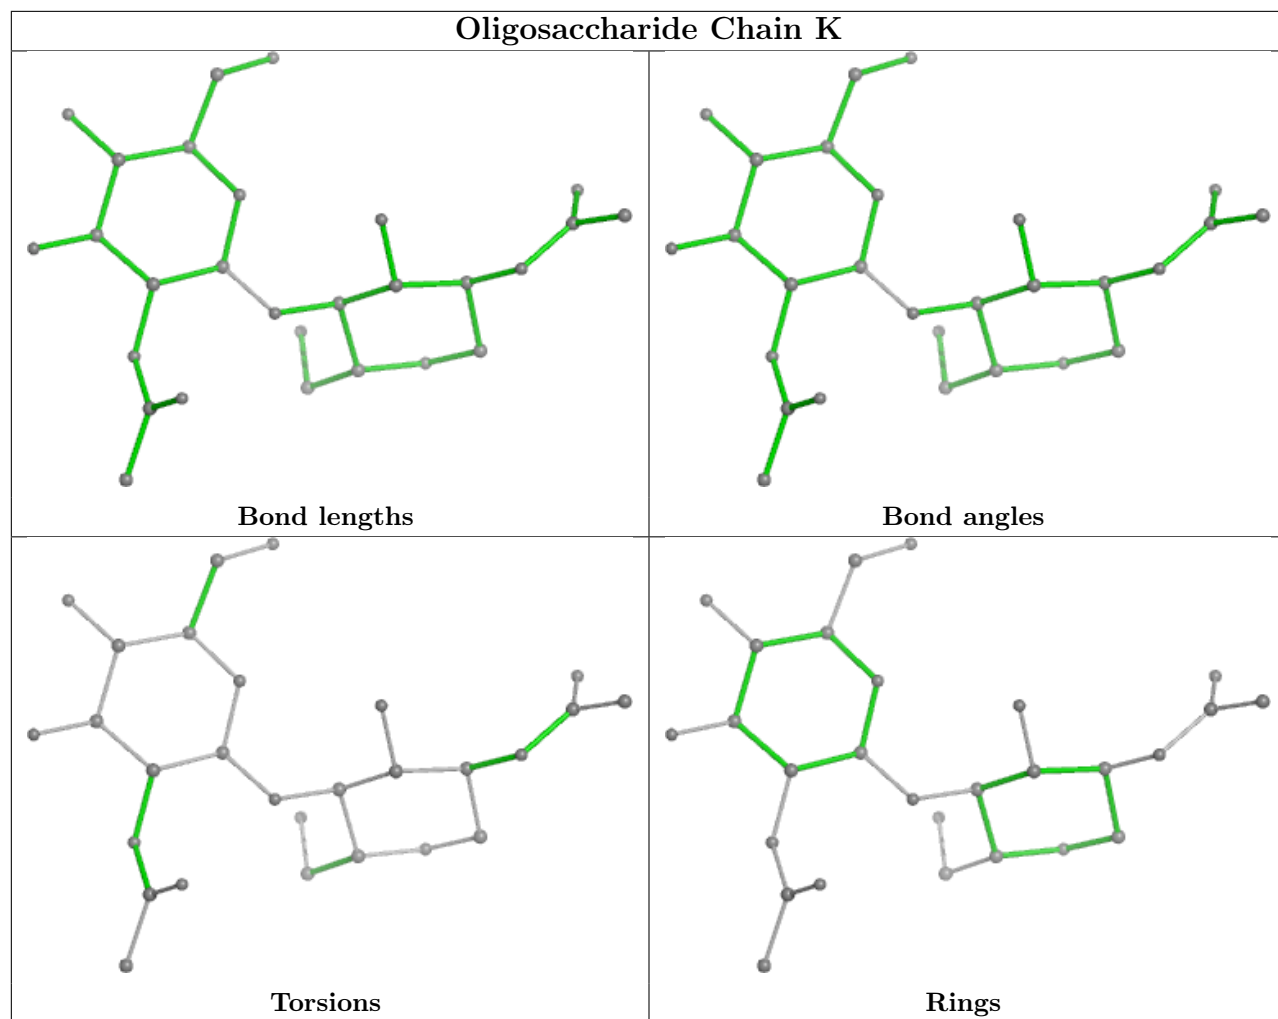 Oligosaccharide Chain K
Bond lengths
Bond angles
Torsions
Rings